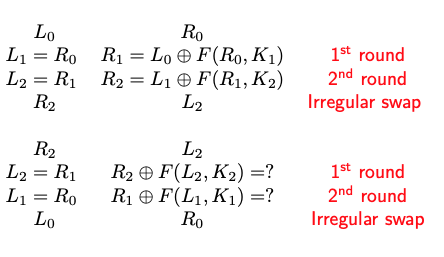 L₀ R₀
L₁ = R₀ R₁ = L₀ ⊕ F(R₀, K₁) 1ˢᵗ round
L₂ = R₁ R₂ = L₁ ⊕ F(R₁, K₂) 2ⁿᵈ round
R₂ L₂ Irregular swap
R₂ L₂
L₂ = R₁ R₂ ⊕ F(L₂, K₂) =? 1ˢᵗ round
L₁ = R₀ R₁ ⊕ F(L₁, K₁) =? 2ⁿᵈ round
L₀ R₀ Irregular swap